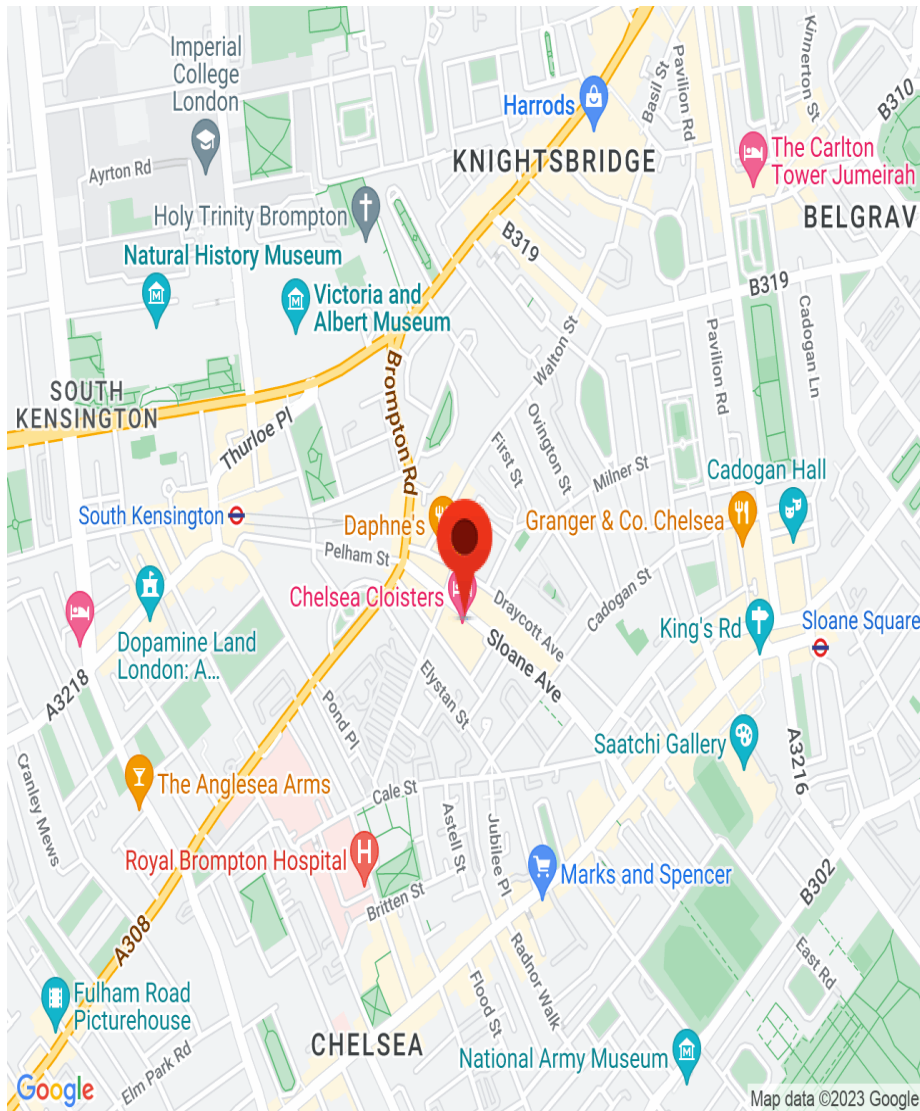 Imperial
College
London
Harrods
Basil St
Pavilion Rd
Kinnerton St
B310
KNIGHTSBRIDGE
The Carlton
Tower Jumeirah
Ayrton Rd
Holy Trinity Brompton
BELGRAV
B319
Natural History Museum
Victoria and
Albert Museum
B319
Cadogan Ln
Walton St
Pavilion Rd
SOUTH
KENSINGTON
Brompton Rd
Thurloe Pl
Ovington St
First St
Milner St
Cadogan Hall
South Kensington
Daphne's
Granger & Co. Chelsea
Pelham St
Chelsea Cloisters
Draycott Ave
Cadogan St
King's Rd
Sloane Square
Dopamine Land
London: A...
Sloane Ave
A3218
Elystan St
Pond Pl
Saatchi Gallery
A3216
Cranley Mews
The Anglesea Arms
Cale St
Astell St
Jubilee Pl
Royal Brompton Hospital
Marks and Spencer
Britten St
B302
A308
Radnor Walk
East Rd
Fulham Road
Picturehouse
Flood St
CHELSEA
National Army Museum
Elm Park Rd
Google
Map data ©2023 Google